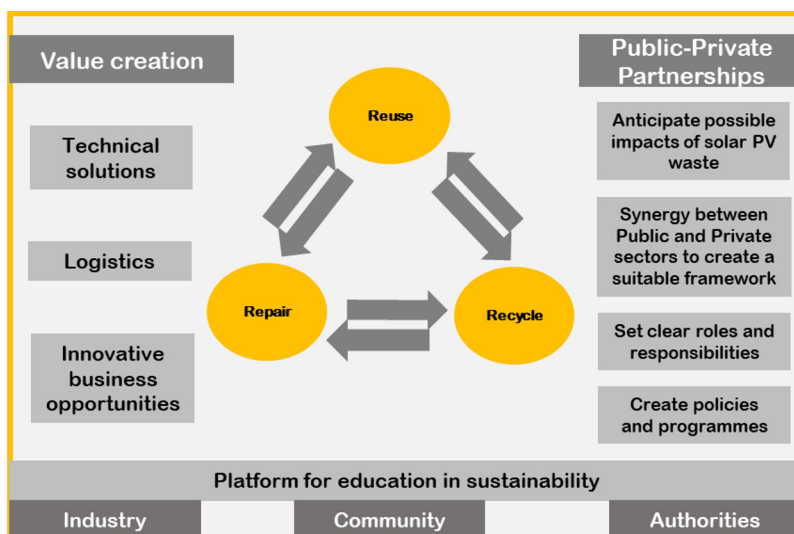 Value creation
Technical
solutions
Logistics
Innovative
business
opportunities
Reuse
Repair
Recycle
Public-Private
Partnerships
Anticipate possible
impacts of solar PV
waste
Synergy between
Public and Private
sectors to create a
suitable framework
Set clear roles and
responsibilities
Create policies
and programmes
Platform for education in sustainability
Industry
Community
Authorities